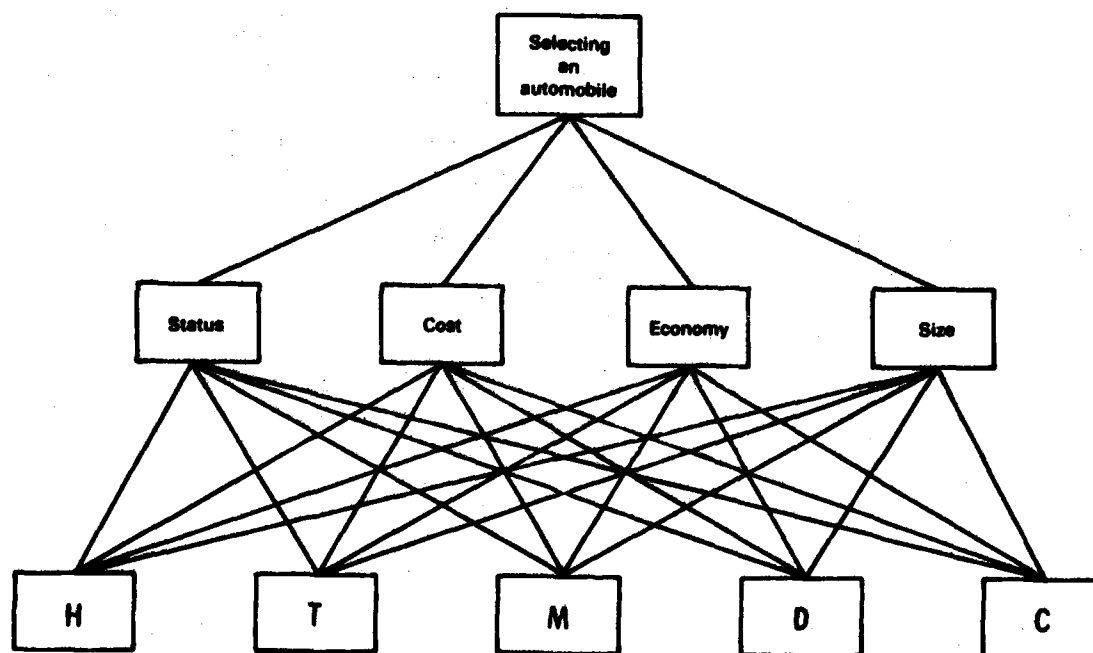 Selecting
an
automobile
Status
Cost
Economy
Size
H
T
M
D
C